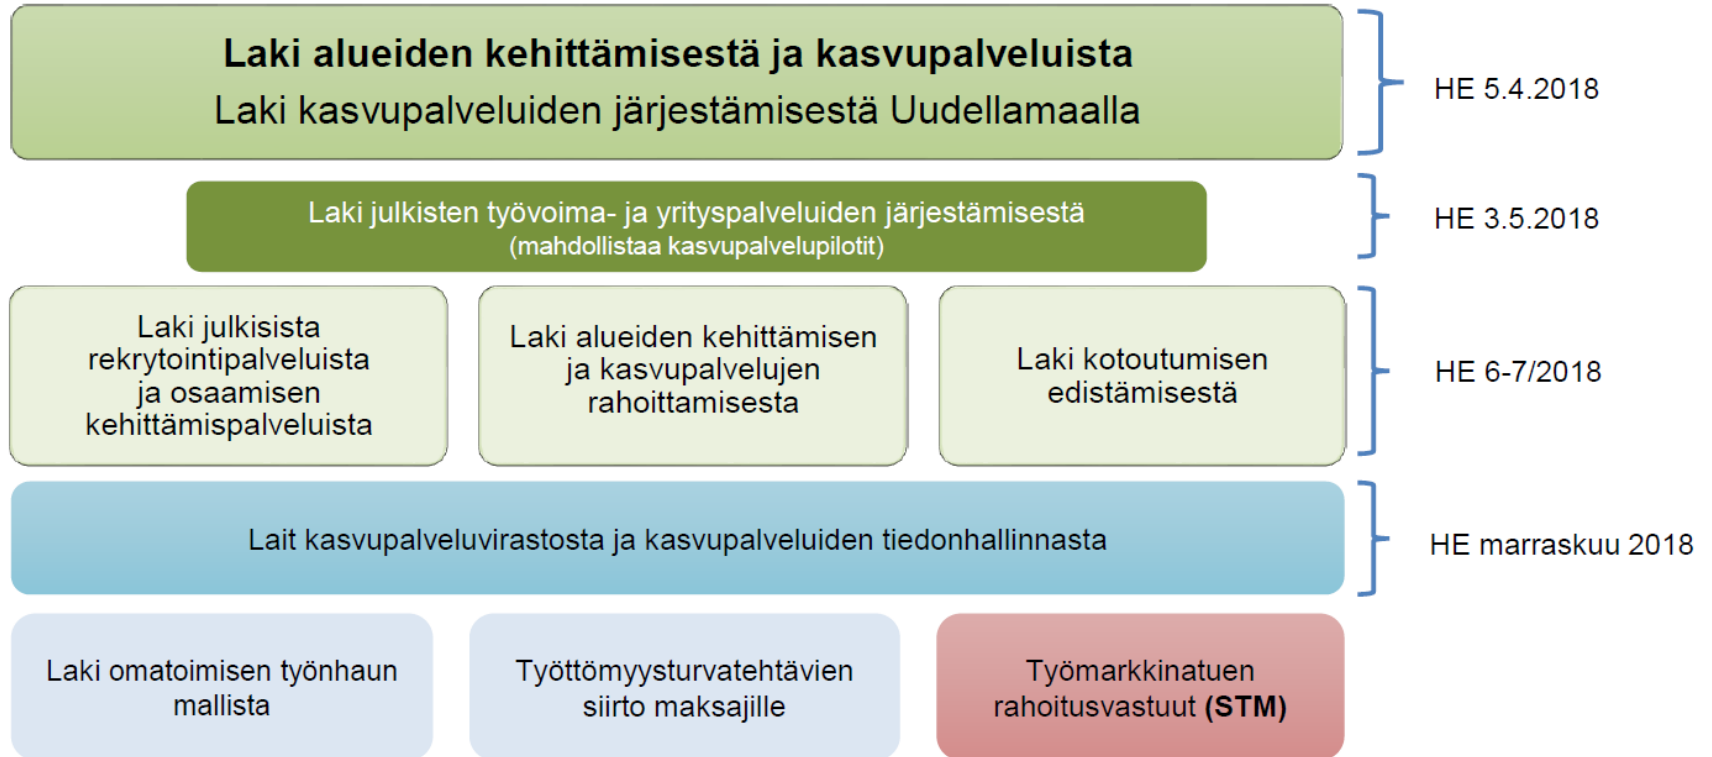 Laki alueiden kehittämisestä ja kasvupalveluista
Laki kasvupalveluiden järjestämisestä Uudellamaalla
HE 5.4.2018
Laki julkisten työvoima- ja yrityspalveluiden järjestämisestä
(mahdollistaa kasvupalvelupilotit)
HE 3.5.2018
Laki julkisista
rekrytointipalveluista
ja osaamisen
kehittämispalveluista
Laki alueiden kehittämisen
ja kasvupalvelujen
rahoittamisesta
Laki kotoutumisen
edistämisestä
HE 6-7/2018
Lait kasvupalveluvirastosta ja kasvupalveluiden tiedonhallinnasta
HE marraskuu 2018
Laki omatoimisen työnhaun
mallista
Työttömyysturvatehtävien
siirto maksajille
Työmarkkinatuen
rahoitusvastuut (STM)